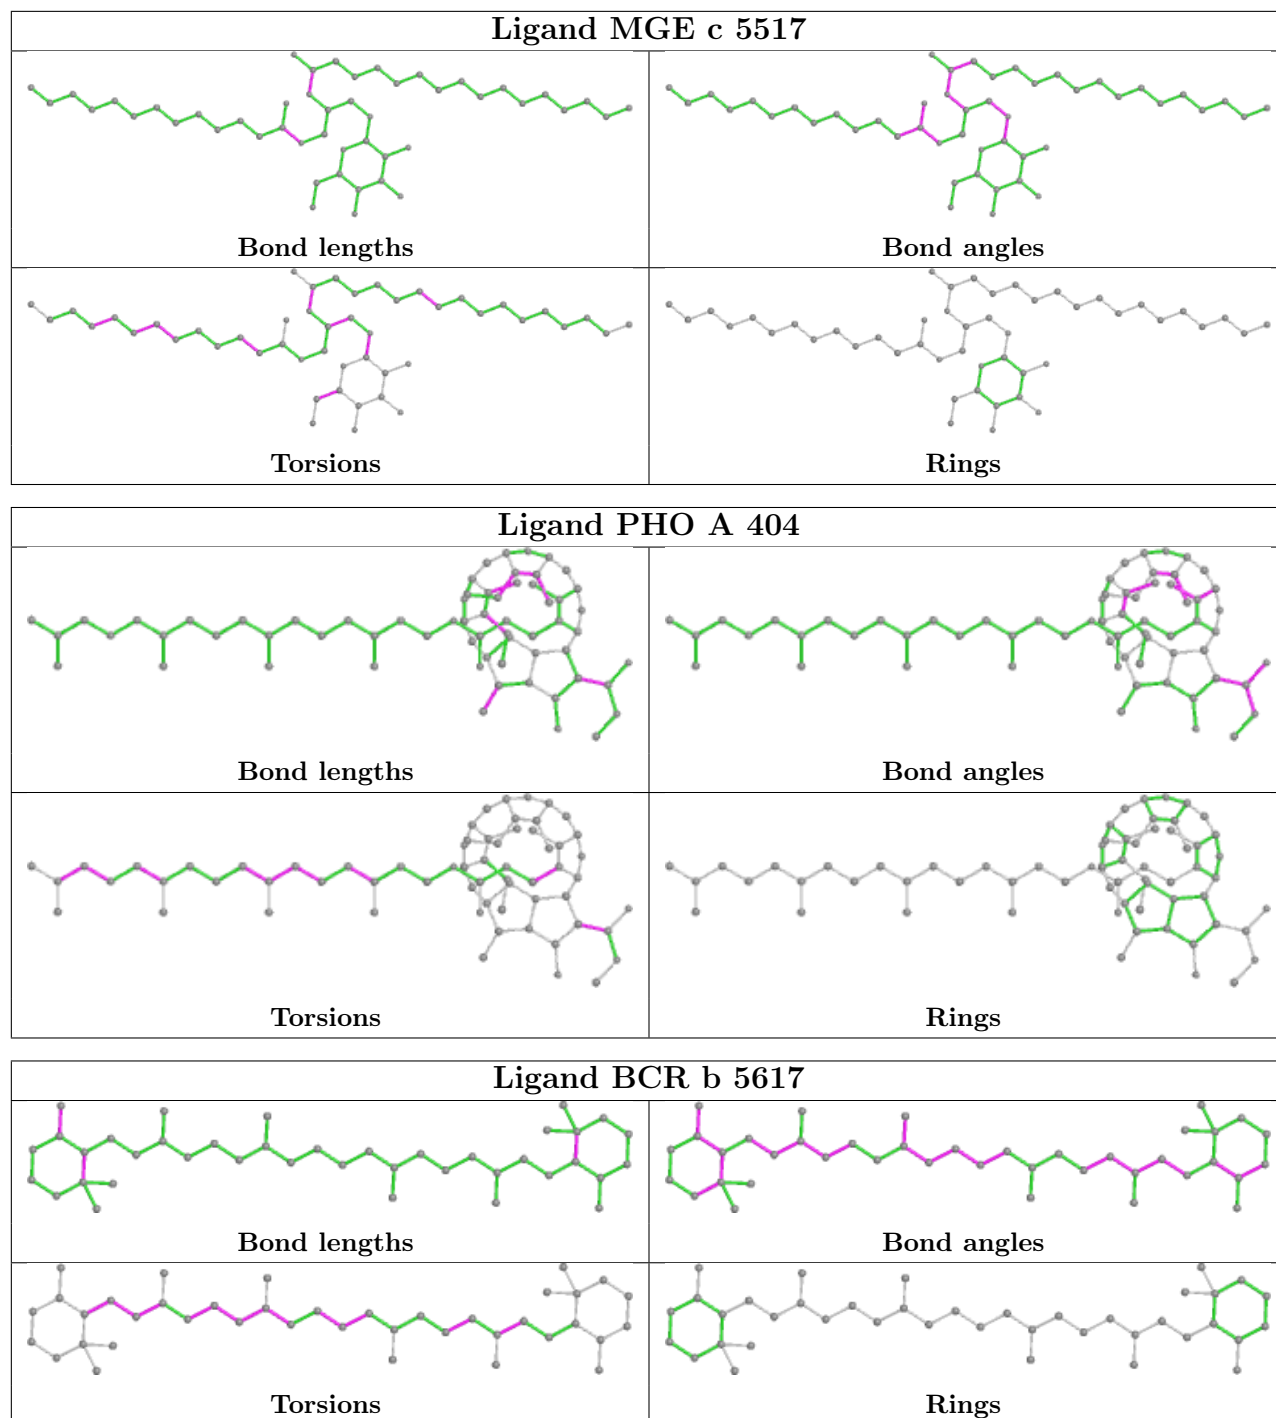 Ligand MGE c 5517
Bond lengths
Bond angles
Torsions
Rings
Ligand PHO A 404
Bond lengths
Bond angles
Torsions
Rings
Ligand BCR b 5617
Bond lengths
Bond angles
Torsions
Rings